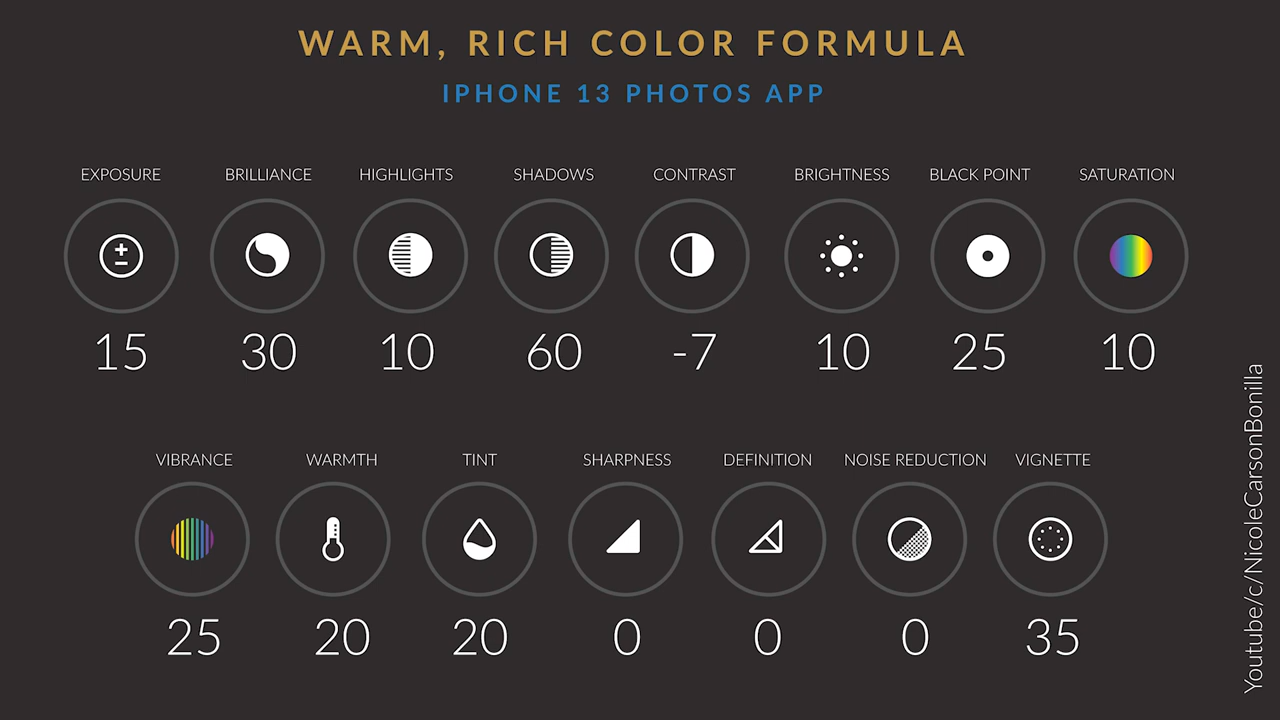 WARM, RICH COLOR FORMULA
IPHONE 13 PHOTOS APP
EXPOSURE BRILLIANCE HIGHLIGHTS SHADOWS CONTRAST BRIGHTNESS BLACK POINT SATURATION
15 30 10 60 -7 10 25 10
VIBRANCE WARMTH TINT SHARPNESS DEFINITION NOISE REDUCTION VIGNETTE
25 20 20 0 0 0 35
Youtube/c/NicoleCarsonBonilla